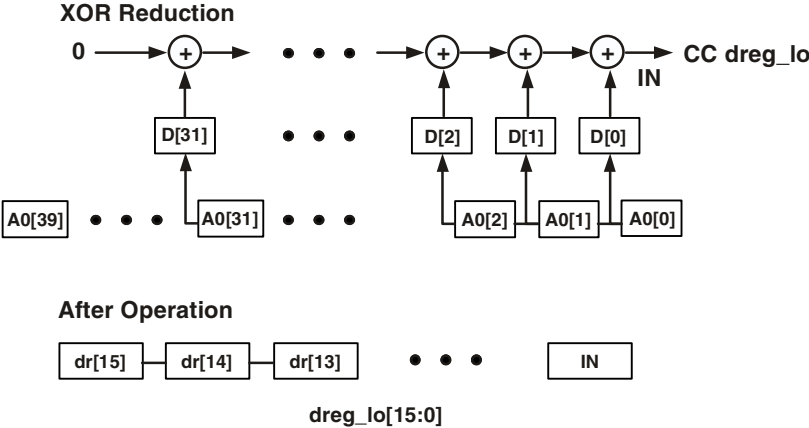 XOR Reduction
0 + + + + CC dreg_lo
IN
D[31] D[2] D[1] D[0]
A0[39] A0[31] A0[2] A0[1] A0[0]
After Operation
dr[15] dr[14] dr[13] IN
dreg_lo[15:0]